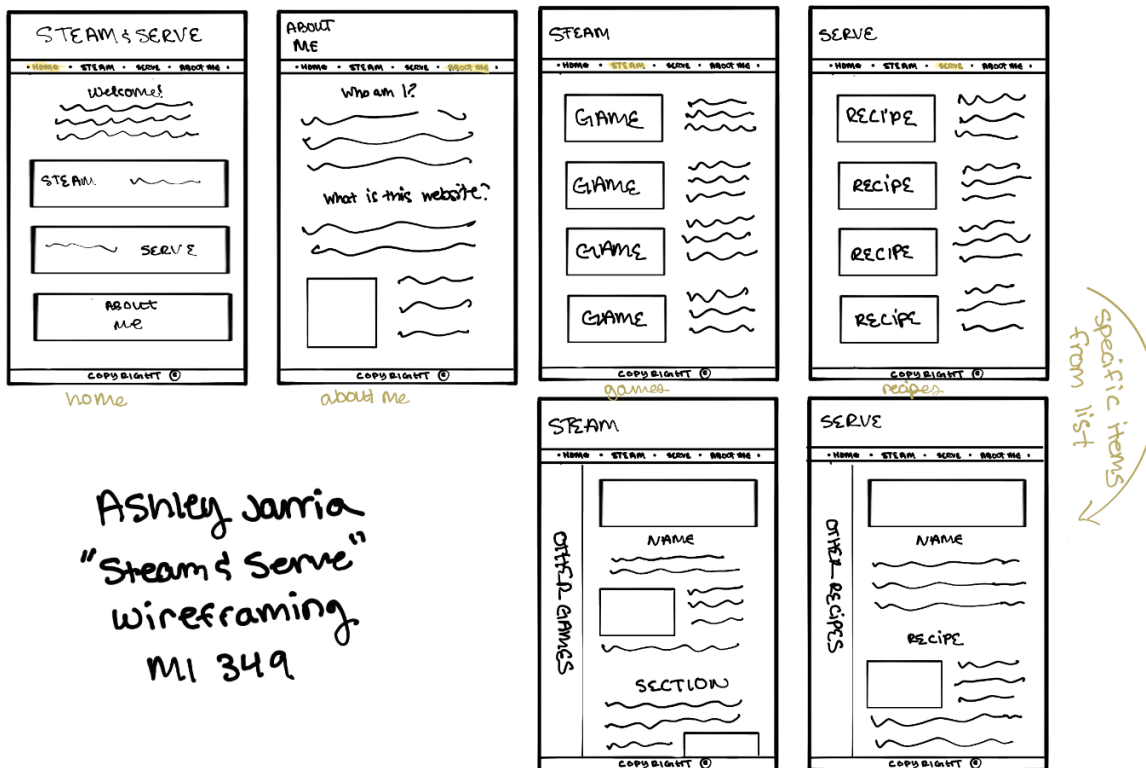 STEAM & SERVE
• HOME • STEAM • SERVE • ABOUT ME •
Welcome!
STEAM
SERVE
ABOUT
ME
COPYRIGHT ©
home
ABOUT
ME
• HOME • STEAM • SERVE • ABOUT ME •
Who am I?
What is this website?
COPYRIGHT ©
about me
STEAM
• HOME • STEAM • SERVE • ABOUT ME •
GAME
GAME
GAME
GAME
COPYRIGHT ©
games
SERVE
• HOME • STEAM • SERVE • ABOUT ME •
RECIPE
RECIPE
RECIPE
RECIPE
COPYRIGHT ©
recipes
specific items
from list
STEAM
• HOME • STEAM • SERVE • ABOUT ME •
OTHER GAMES
NAME
SECTION
COPYRIGHT ©
SERVE
• HOME • STEAM • SERVE • ABOUT ME •
OTHER RECIPES
NAME
RECIPE
COPYRIGHT ©
Ashley
"Steam & Serve"
Wireframing
MI 349